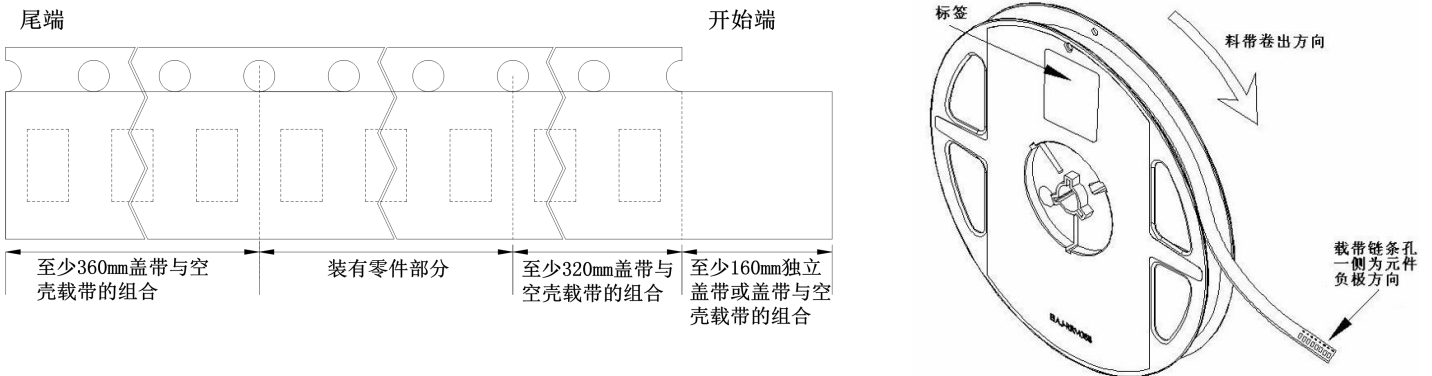 尾端
开始端
至少360mm盖带与空
壳载带的组合
装有零件部分
至少320mm盖带与
空壳载带的组合
至少160mm独立
盖带或盖带与空
壳载带的组合
标签
料带卷出方向
载带链条孔
一侧为元件
负极方向